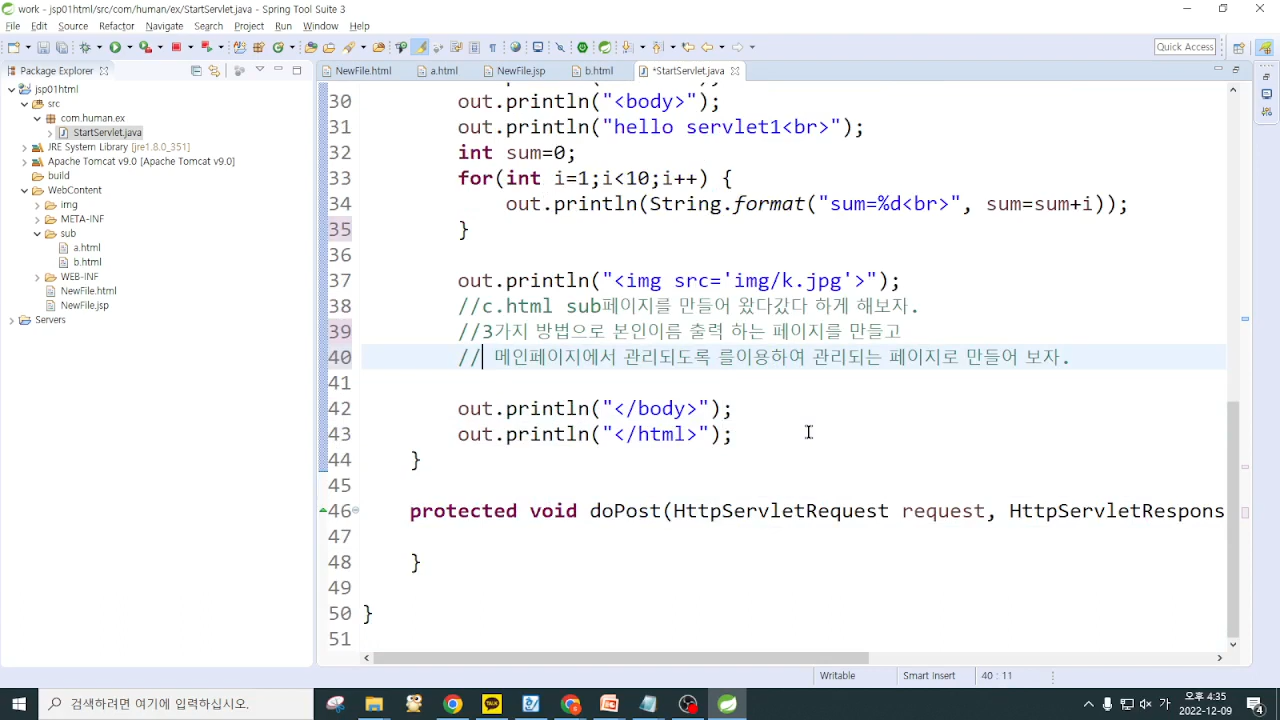 work - jsp01html/src/com/human/ex/StartServlet.java - Spring Tool Suite 3
File Edit Source Refactor Navigate Search Project Run Window Help
Quick Access
Package Explorer
NewFile.html a.html NewFile.jsp b.html *StartServlet.java
jsp01html
src
com.human.ex
StartServlet.java
JRE System Library [jre1.8.0_351]
Apache Tomcat v9.0 [Apache Tomcat v9.0]
build
WebContent
img
META-INF
sub
a.html
b.html
WEB-INF
NewFile.html
NewFile.jsp
Servers
30 out.println("<body>");
31 out.println("hello servlet1<br>");
32 int sum=0;
33 for(int i=1;i<10;i++) {
34 out.println(String.format("sum=%d<br>", sum=sum+i));
35 }
36
37 out.println("<img src='img/k.jpg'>");
38 //c.html sub페이지를 만들어 왔다갔다 하게 해보자.
39 //3가지 방법으로 본인이름 출력 하는 페이지를 만들고
40 // 메인페이지에서 관리되도록 를이용하여 관리되는 페이지로 만들어 보자.
41
42 out.println("</body>");
43 out.println("</html>");
44 }
45
46 protected void doPost(HttpServletRequest request, HttpServletRespons
47
48 }
49
50 }
51
Writable Smart Insert 40 : 11
검색하려면 여기에 입력하십시오.
TALK
가
오후 4:35
2022-12-09
4